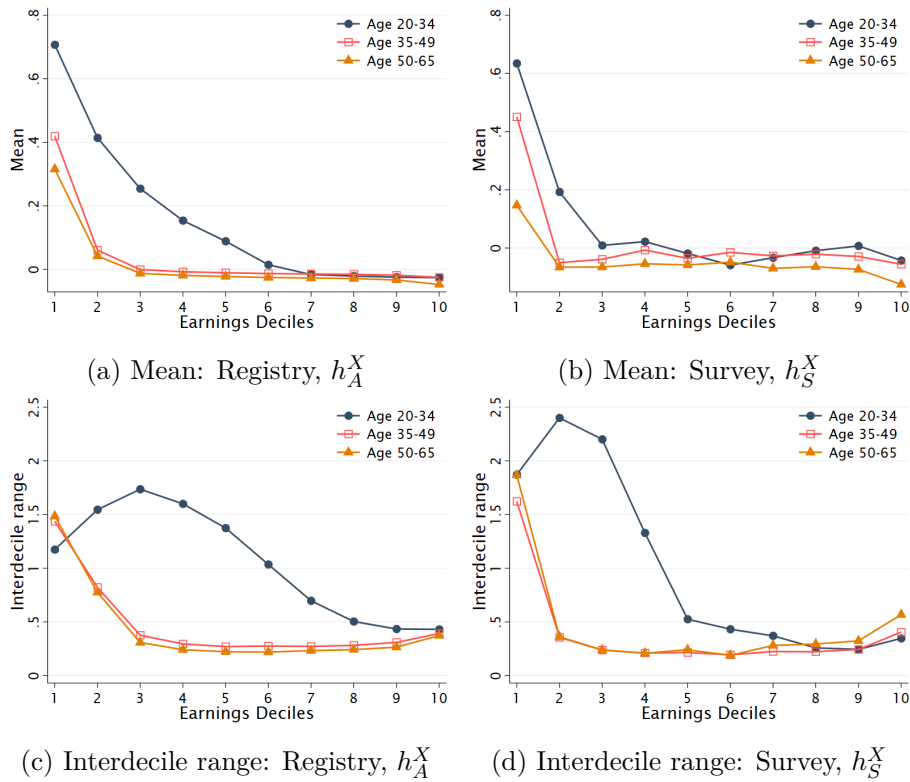 .8
.6
.4
.2
0
Mean
Age 20-34
Age 35-49
Age 50-65
1 2 3 4 5 6 7 8 9 10
Earnings Deciles
(a) Mean: Registry, h_A^X
.8
.6
.4
.2
0
Mean
Age 20-34
Age 35-49
Age 50-65
1 2 3 4 5 6 7 8 9 10
Earnings Deciles
(b) Mean: Survey, h_S^X
2.5
2
1.5
1
.5
0
Interdecile range
Age 20-34
Age 35-49
Age 50-65
1 2 3 4 5 6 7 8 9 10
Earnings Deciles
(c) Interdecile range: Registry, h_A^X
2.5
2
1.5
1
.5
0
Interdecile range
Age 20-34
Age 35-49
Age 50-65
1 2 3 4 5 6 7 8 9 10
Earnings Deciles
(d) Interdecile range: Survey, h_S^X